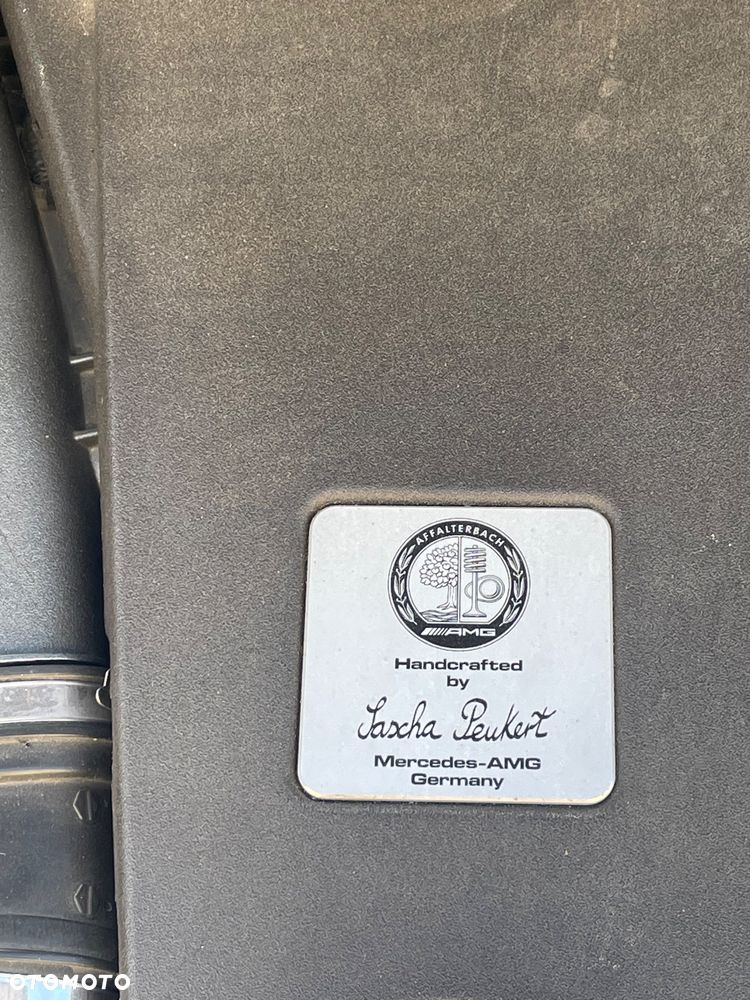 AFFALTERBACH
AMG
Handcrafted
by
Sascha Peukert
Mercedes-AMG
Germany
OTOMOTO